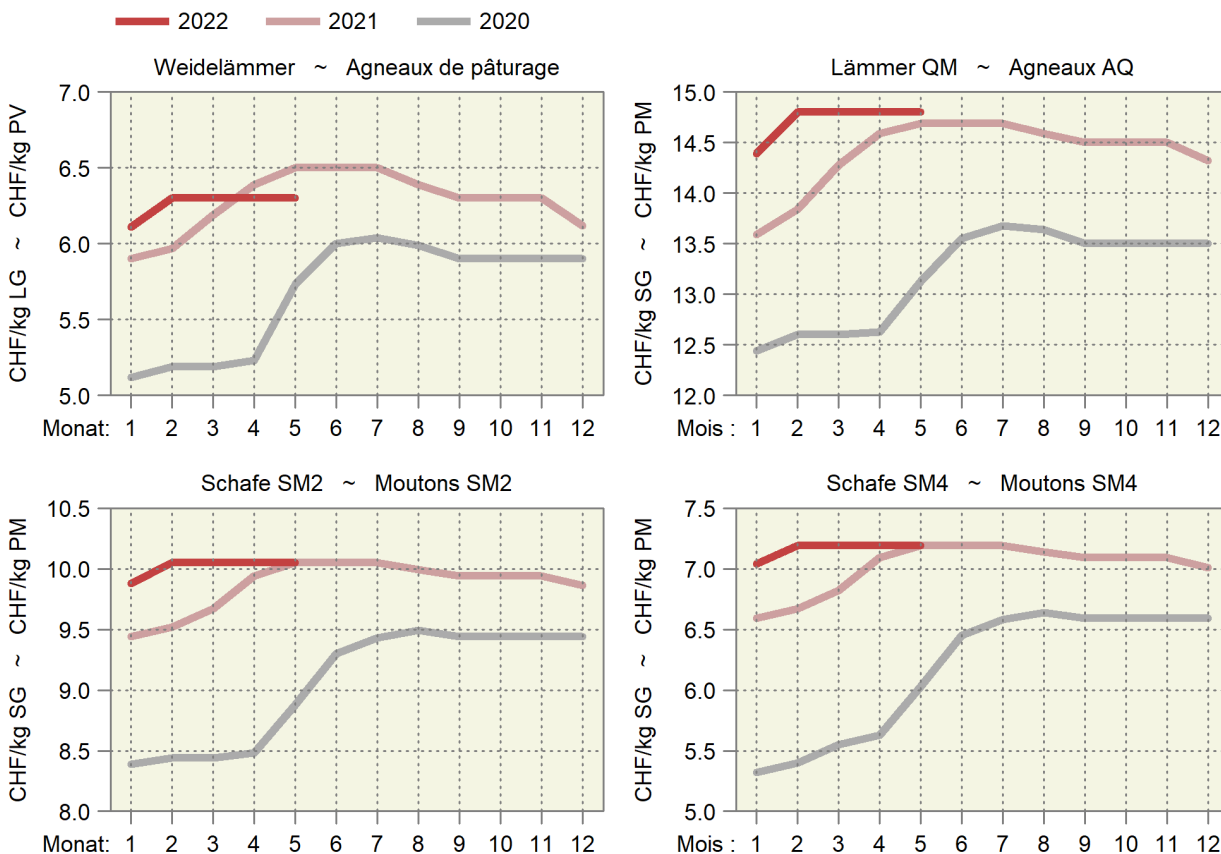 2022 2021 2020
Weidelämmer ~ Agneaux de pâturage
CHF/kg LG ~ CHF/kg PV
7.0
6.5
6.0
5.5
5.0
Monat: 1 2 3 4 5 6 7 8 9 10 11 12
Lämmer QM ~ Agneaux AQ
CHF/kg SG ~ CHF/kg PM
15.0
14.5
14.0
13.5
13.0
12.5
12.0
Mois : 1 2 3 4 5 6 7 8 9 10 11 12
Schafe SM2 ~ Moutons SM2
CHF/kg SG ~ CHF/kg PM
10.5
10.0
9.5
9.0
8.5
8.0
Monat: 1 2 3 4 5 6 7 8 9 10 11 12
Schafe SM4 ~ Moutons SM4
CHF/kg SG ~ CHF/kg PM
7.5
7.0
6.5
6.0
5.5
5.0
Mois : 1 2 3 4 5 6 7 8 9 10 11 12